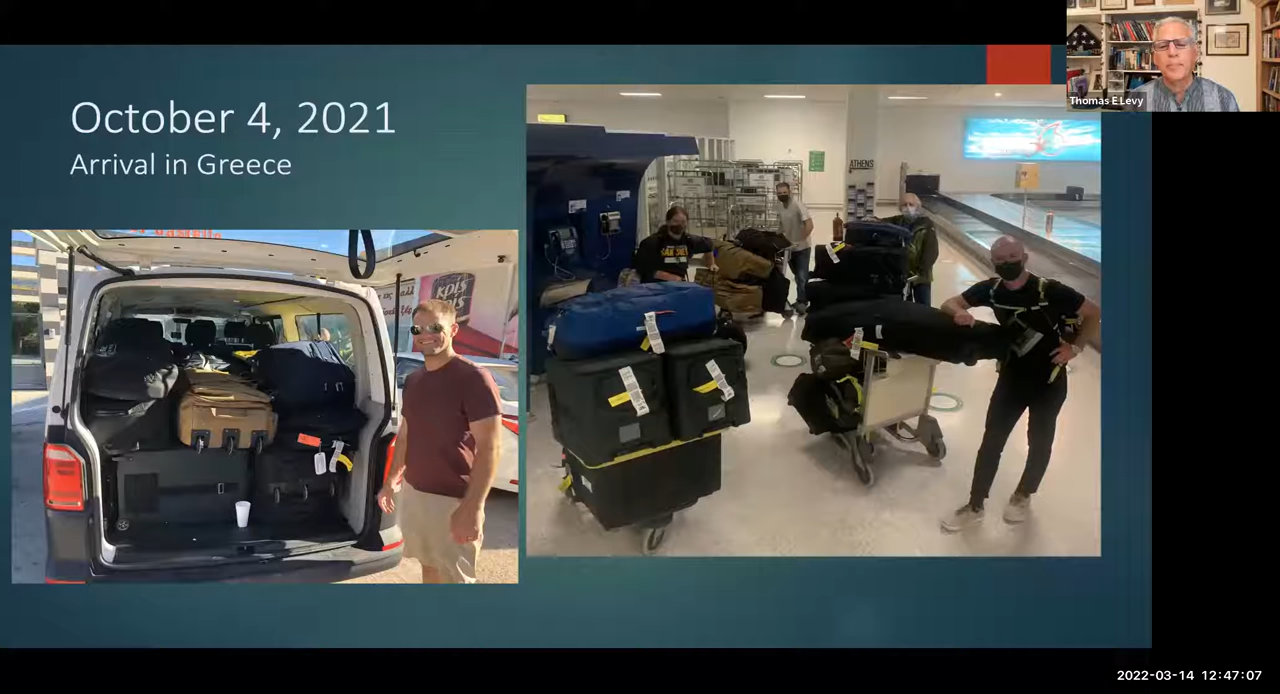 October 4, 2021
Arrival in Greece
Thomas E Levy
ATHENS
2022-03-14 12:47:07